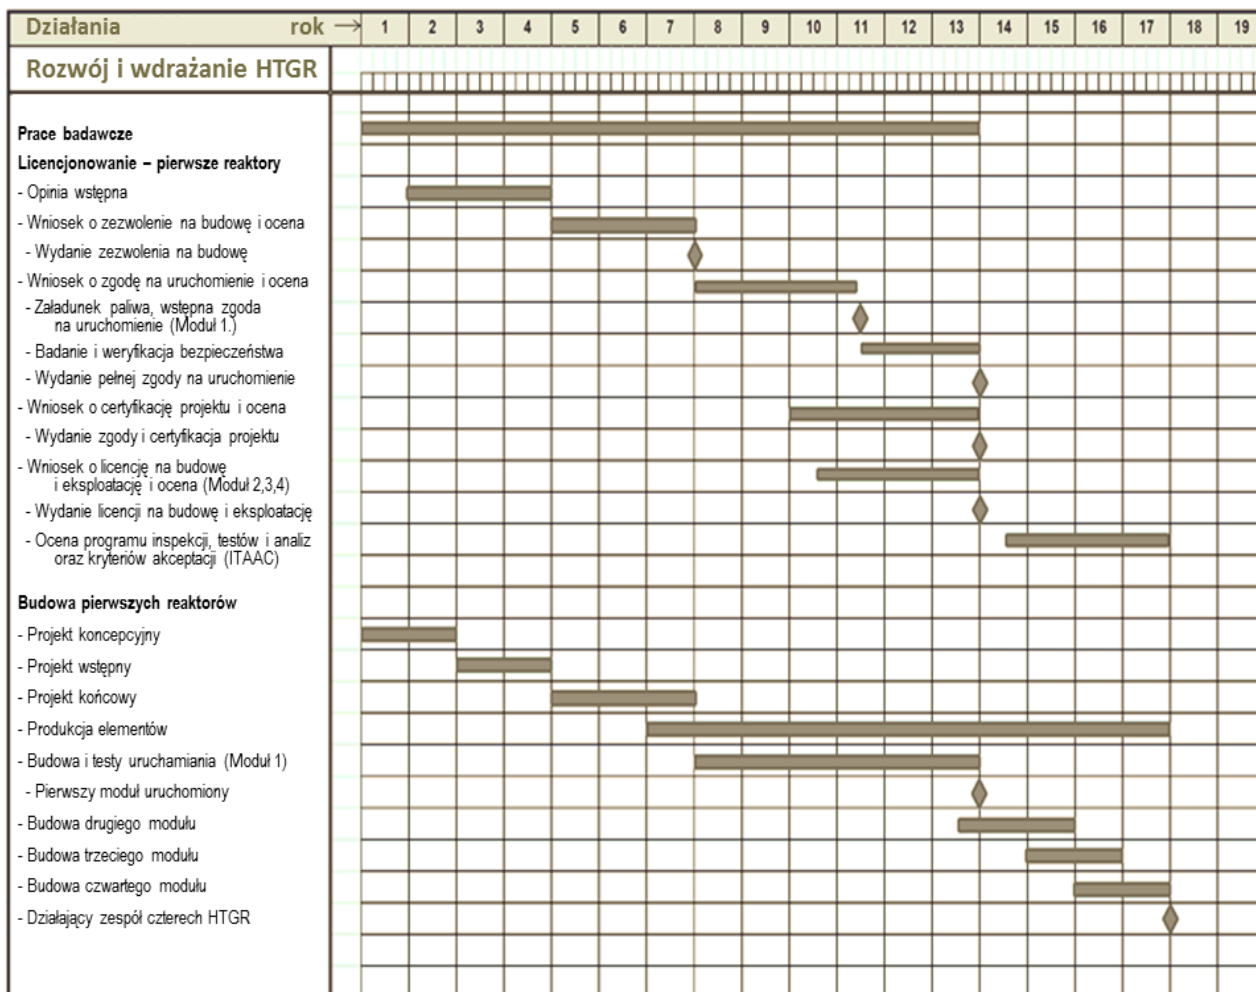 Działania rok → 1 2 3 4 5 6 7 8 9 10 11 12 13 14 15 16 17 18 19
Rozwój i wdrażanie HTGR
Prace badawcze
Licencjonowanie – pierwsze reaktory
- Opinia wstępna
- Wniosek o zezwolenie na budowę i ocena
- Wydanie zezwolenia na budowę
- Wniosek o zgodę na uruchomienie i ocena
- Załadunek paliwa, wstępna zgoda
na uruchomienie (Moduł 1.)
- Badanie i weryfikacja bezpieczeństwa
- Wydanie pełnej zgody na uruchomienie
- Wniosek o certyfikację projektu i ocena
- Wydanie zgody i certyfikacja projektu
- Wniosek o licencję na budowę
i eksploatację i ocena (Moduł 2,3,4)
- Wydanie licencji na budowę i eksploatację
- Ocena programu inspekcji, testów i analiz
oraz kryteriów akceptacji (ITAAC)
Budowa pierwszych reaktorów
- Projekt koncepcyjny
- Projekt wstępny
- Projekt końcowy
- Produkcja elementów
- Budowa i testy uruchamiania (Moduł 1)
- Pierwszy moduł uruchomiony
- Budowa drugiego modułu
- Budowa trzeciego modułu
- Budowa czwartego modułu
- Działający zespół czterech HTGR